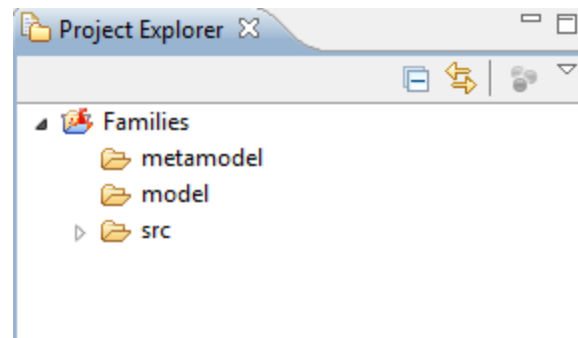 Project Explorer
Families
metamodel
model
src